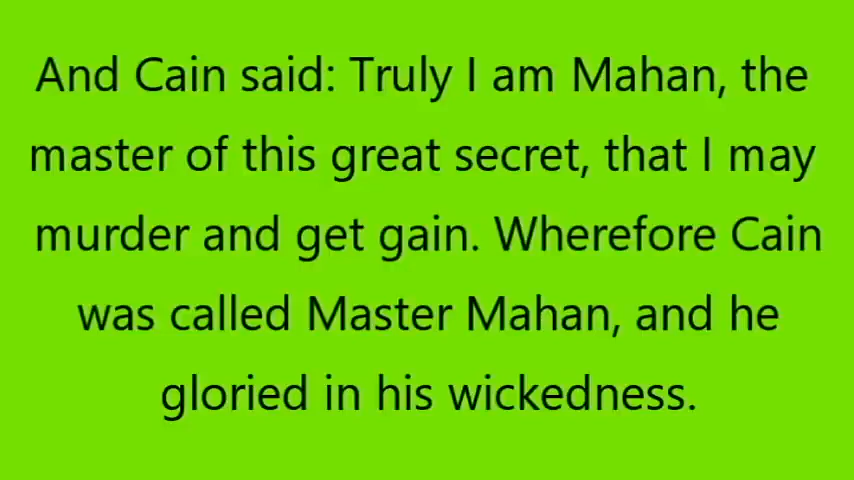 And Cain said: Truly I am Mahan, the
master of this great secret, that I may
murder and get gain. Wherefore Cain
was called Master Mahan, and he
gloried in his wickedness.